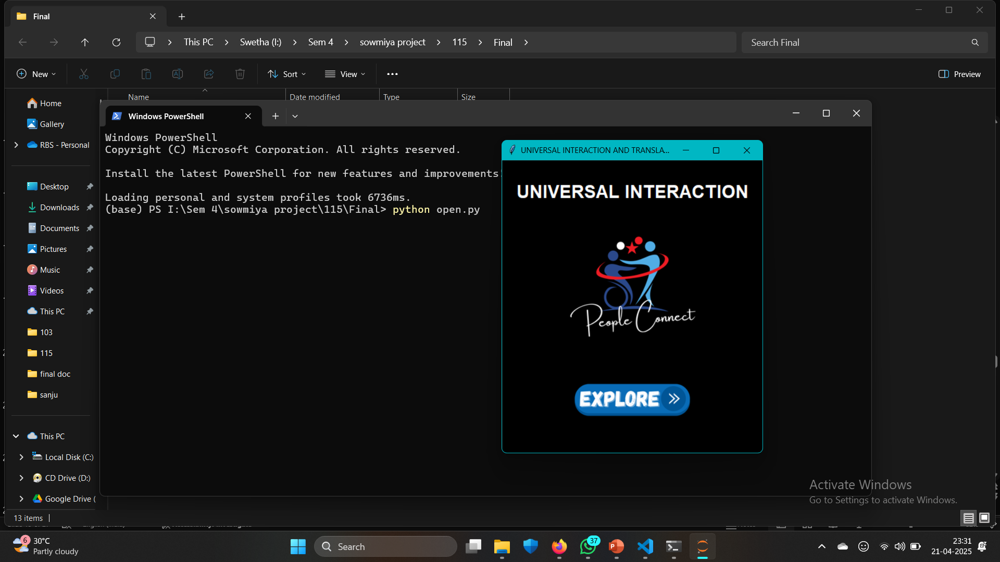 Final
This PC
Swetha (I:)
Sem 4
sowmiya project
115
Final
Search Final
New
Sort
View
Preview
Name
Date modified
Type
Size
Home
Gallery
RBS - Personal
Desktop
Downloads
Documents
Pictures
Music
Videos
This PC
103
115
final doc
sanju
This PC
Local Disk (C:)
CD Drive (D:)
Google Drive (
13 items
Windows PowerShell
Windows PowerShell
Copyright (C) Microsoft Corporation. All rights reserved.
Install the latest PowerShell for new features and improvements!
Loading personal and system profiles took 6736ms.
(base) PS I:\Sem 4\sowmiya project\115\Final> python open.py
UNIVERSAL INTERACTION AND TRANSLA...
UNIVERSAL INTERACTION
People Connect
EXPLORE
Activate Windows
Go to Settings to activate Windows.
6
30°C
Partly cloudy
Search
37
23:31
21-04-2025